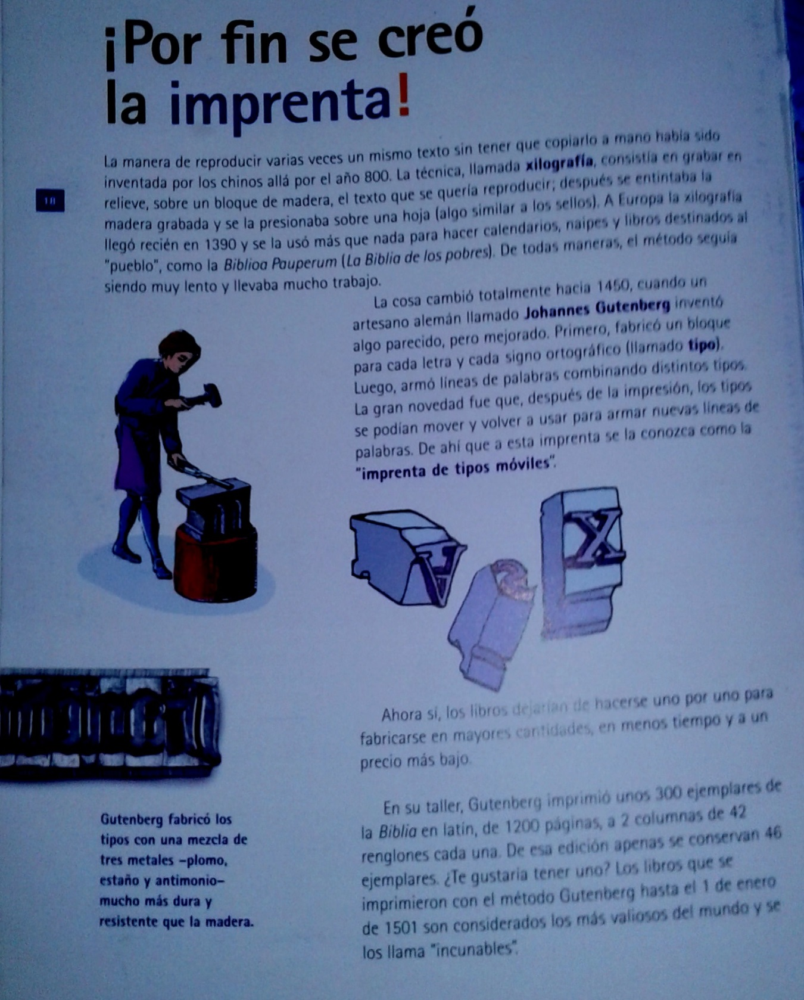 ¡Por fin se creó
la imprenta!
La manera de reproducir varias veces un mismo texto sin tener que copiarlo a mano había sido
inventada por los chinos allá por el año 800. La técnica, llamada xilografía, consistía en grabar en
relieve, sobre un bloque de madera, el texto que se quería reproducir; después se entintaba la
madera grabada y se la presionaba sobre una hoja (algo similar a los sellos). A Europa la xilografía
llegó recién en 1390 y se la usó más que nada para hacer calendarios, naipes y libros destinados al
"pueblo", como la Biblioa Pauperum (La Biblia de los pobres). De todas maneras, el método seguía
siendo muy lento y llevaba mucho trabajo.
18
La cosa cambió totalmente hacia 1450, cuando un
artesano alemán llamado Johannes Gutenberg inventó
algo parecido, pero mejorado. Primero, fabricó un bloque
para cada letra y cada signo ortográfico (llamado tipo).
Luego, armó líneas de palabras combinando distintos tipos.
La gran novedad fue que, después de la impresión, los tipos
se podían mover y volver a usar para armar nuevas líneas de
palabras. De ahí que a esta imprenta se la conozca como la
"imprenta de tipos móviles".
X
Ahora sí, los libros dejarían de hacerse uno por uno para
fabricarse en mayores cantidades, en menos tiempo y a un
precio más bajo.
En su taller, Gutenberg imprimió unos 300 ejemplares de
la Biblia en latín, de 1200 páginas, a 2 columnas de 42
renglones cada una. De esa edición apenas se conservan 46
ejemplares. ¿Te gustaría tener uno? Los libros que se
imprimieron con el método Gutenberg hasta el 1 de enero
de 1501 son considerados los más valiosos del mundo y se
los llama "incunables".
Gutenberg fabricó los
tipos con una mezcla de
tres metales –plomo,
estaño y antimonio–
mucho más dura y
resistente que la madera.